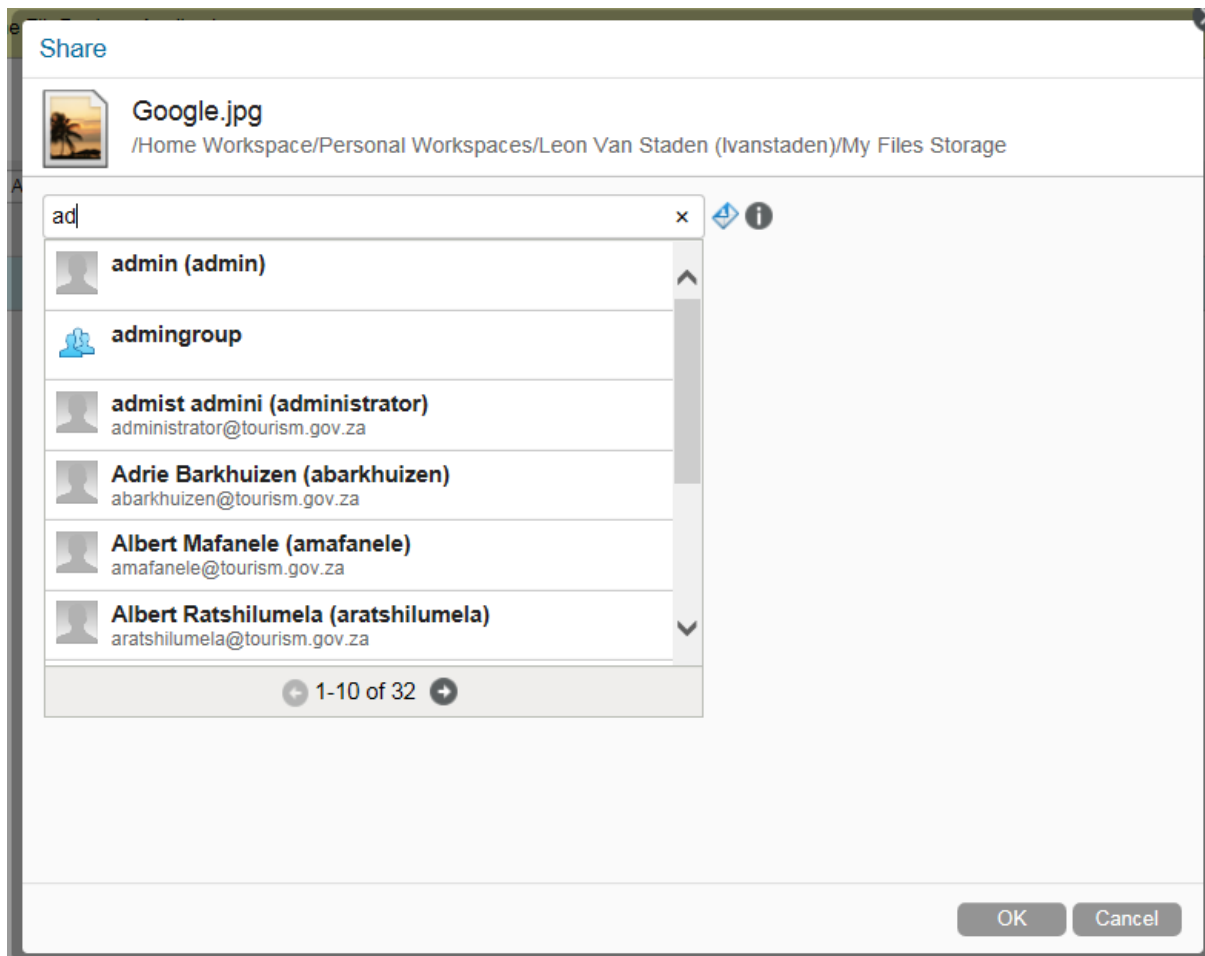 Share
Google.jpg
/Home Workspace/Personal Workspaces/Leon Van Staden (lvanstaden)/My Files Storage
ad
admin (admin)
admingroup
admist admini (administrator)
administrator@tourism.gov.za
Adrie Barkhuizen (abarkhuizen)
abarkhuizen@tourism.gov.za
Albert Mafanele (amafanele)
amafanele@tourism.gov.za
Albert Ratshilumela (aratshilumela)
aratshilumela@tourism.gov.za
1-10 of 32
OK Cancel